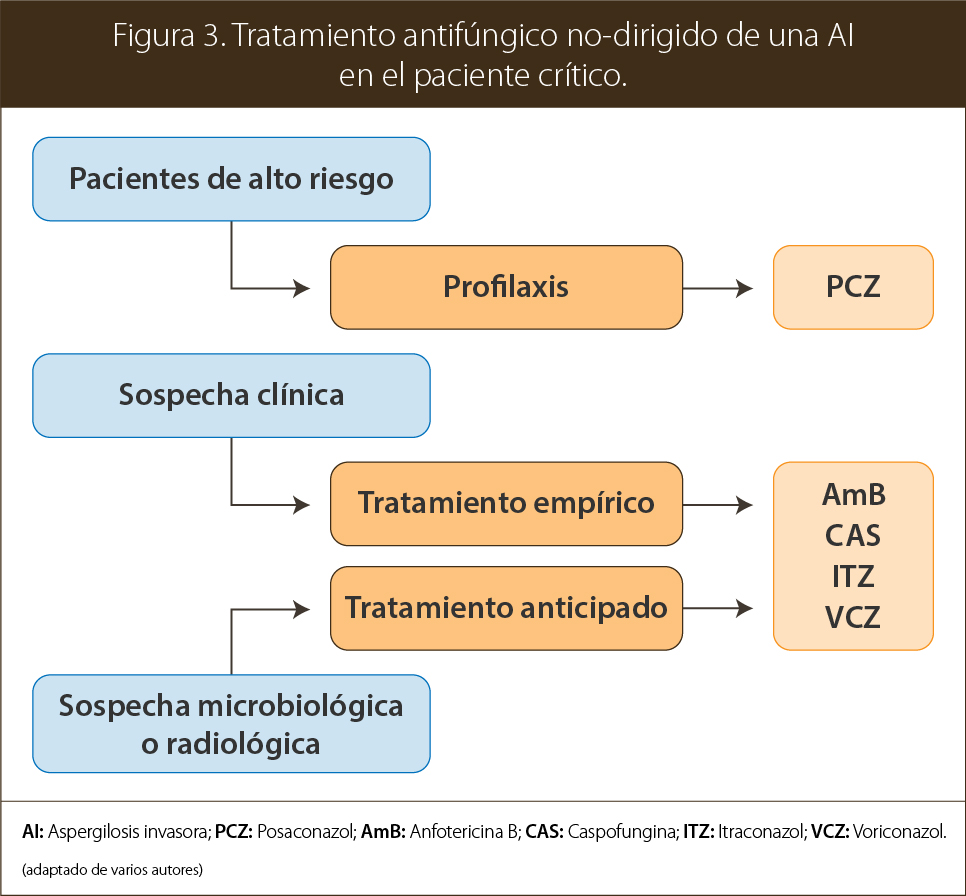 Figura 3. Tratamiento antifúngico no-dirigido de una AI
en el paciente crítico.
Pacientes de alto riesgo
Profilaxis
PCZ
Sospecha clínica
Tratamiento empírico
AmB
CAS
ITZ
VCZ
Tratamiento anticipado
Sospecha microbiológica
o radiológica
AI: Aspergilosis invasora; PCZ: Posaconazol; AmB: Anfotericina B; CAS: Caspofungina; ITZ: Itraconazol; VCZ: Voriconazol.
(adaptado de varios autores)